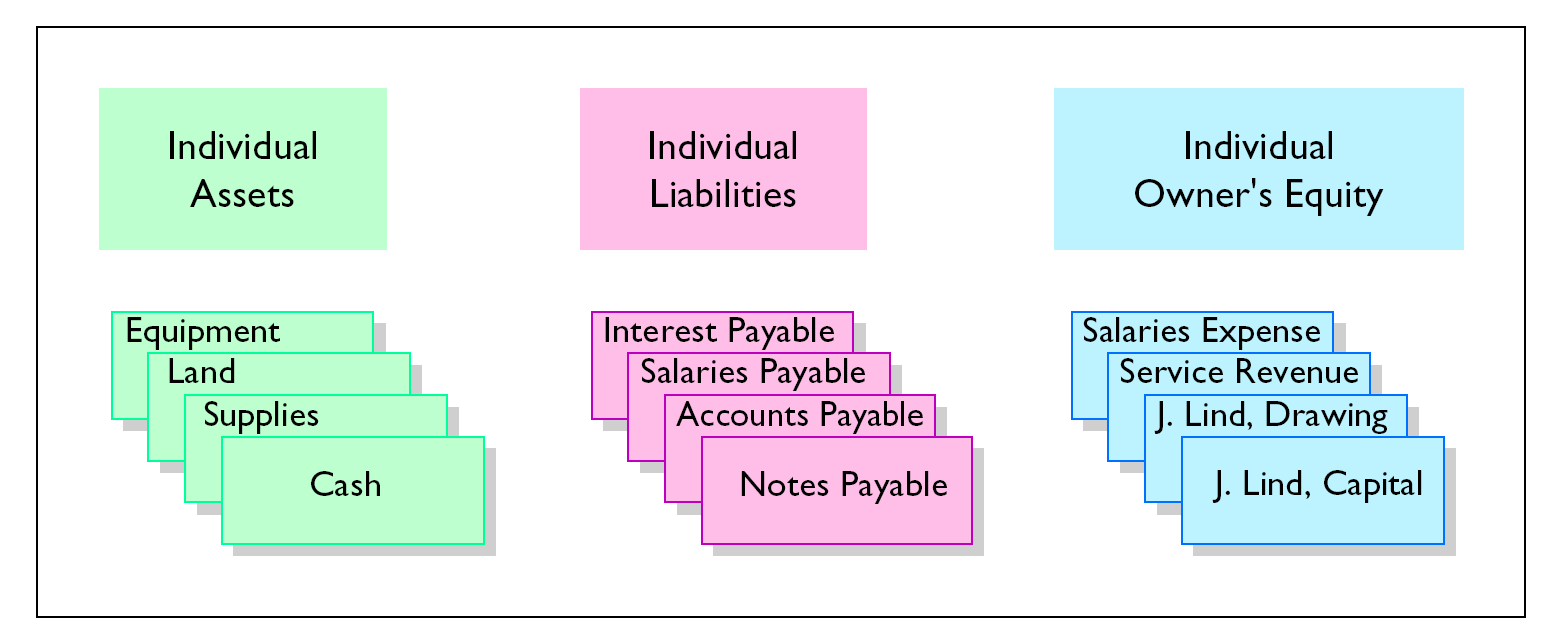 Individual
Assets
Individual
Liabilities
Individual
Owner's Equity
Equipment
Land
Supplies
Cash
Interest Payable
Salaries Payable
Accounts Payable
Notes Payable
Salaries Expense
Service Revenue
J. Lind, Drawing
J. Lind, Capital